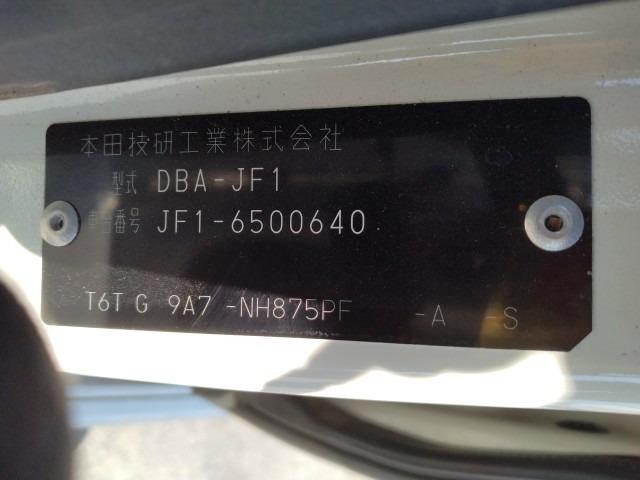 本田技研工業株式会社
型式 DBA-JF1
車台番号 JF1-6500640
T6T G 9A7 -NH875PF -A -S